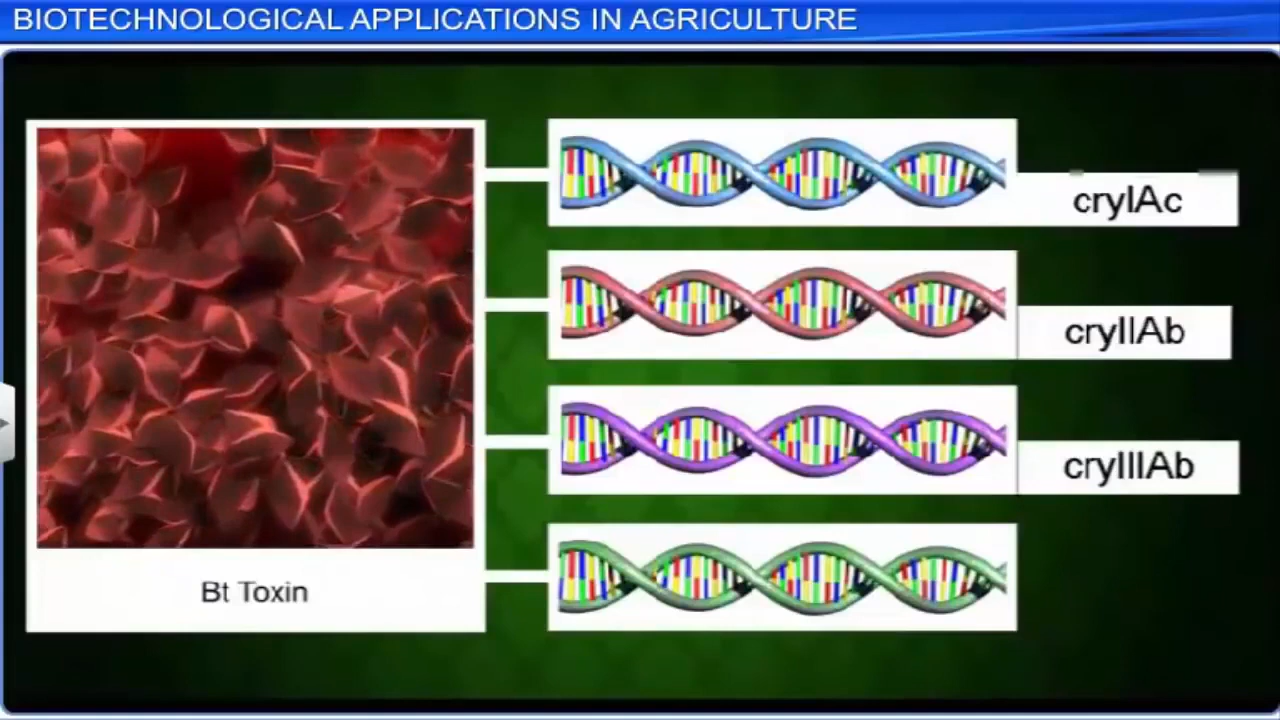 BIOTECHNOLOGICAL APPLICATIONS IN AGRICULTURE
cryIAc
cryIIAb
cryIIIAb
Bt Toxin